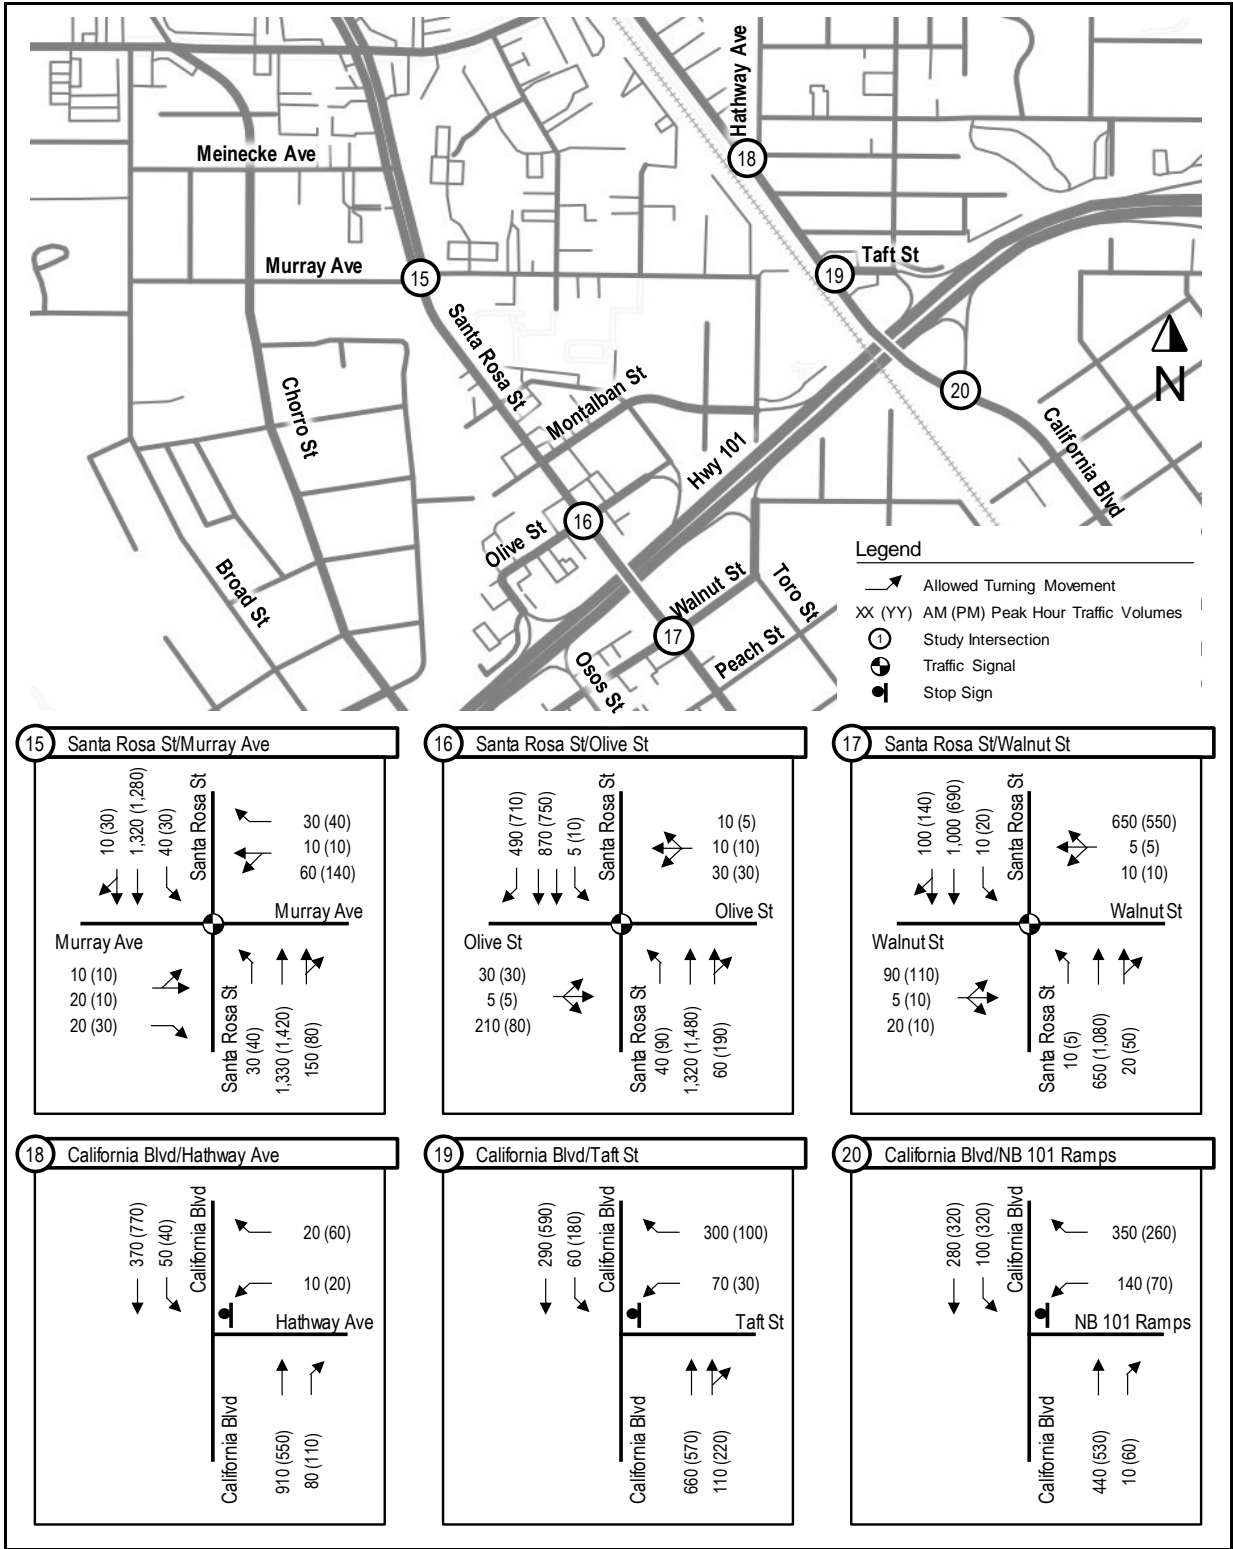 Hathway Ave
18
Meinecke Ave
Taft St
Murray Ave
15
19
Santa Rosa St
N
20
Chorro St
Montalban St
California Blvd
Hwy 101
16
Olive St
Legend
Broad St
Walnut St
Toro St
Allowed Turning Movement
XX (YY) AM (PM) Peak Hour Traffic Volumes
17
1 Study Intersection
Osos St
Peach St
Traffic Signal
Stop Sign
15 Santa Rosa St/Murray Ave
10 (30)
1,320 (1,280)
40 (30)
Santa Rosa St
30 (40)
10 (10)
60 (140)
Murray Ave
Murray Ave
10 (10)
20 (10)
20 (30)
Santa Rosa St
30 (40)
1,330 (1,420)
150 (80)
16 Santa Rosa St/Olive St
490 (710)
870 (750)
5 (10)
Santa Rosa St
10 (5)
10 (10)
30 (30)
Olive St
Olive St
30 (30)
5 (5)
210 (80)
Santa Rosa St
40 (90)
1,320 (1,480)
60 (190)
17 Santa Rosa St/Walnut St
100 (140)
1,000 (690)
10 (20)
Santa Rosa St
650 (550)
5 (5)
10 (10)
Walnut St
Walnut St
90 (110)
5 (10)
20 (10)
Santa Rosa St
10 (5)
650 (1,080)
20 (50)
18 California Blvd/Hathway Ave
370 (770)
50 (40)
California Blvd
20 (60)
10 (20)
Hathway Ave
California Blvd
910 (550)
80 (110)
19 California Blvd/Taft St
290 (590)
60 (180)
California Blvd
300 (100)
70 (30)
Taft St
California Blvd
660 (570)
110 (220)
20 California Blvd/NB 101 Ramps
280 (320)
100 (320)
California Blvd
350 (260)
140 (70)
NB 101 Ramps
California Blvd
440 (530)
10 (60)